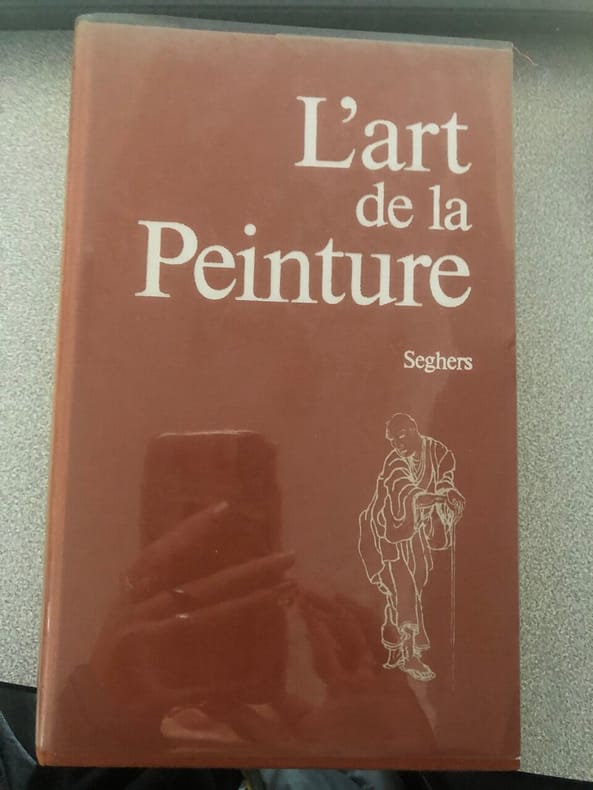 L'art
de la
Peinture
Seghers